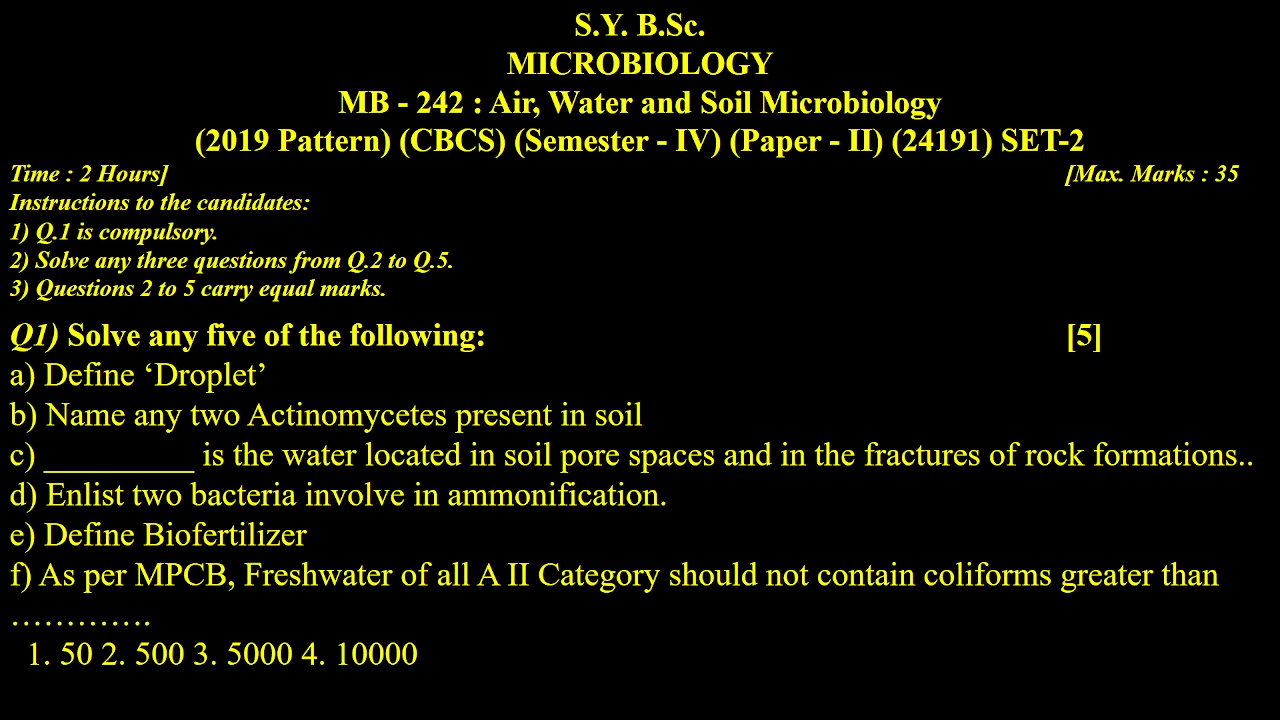 S.Y. B.Sc.
MICROBIOLOGY
MB - 242 : Air, Water and Soil Microbiology
(2019 Pattern) (CBCS) (Semester - IV) (Paper - II) (24191) SET-2
Time : 2 Hours] [Max. Marks : 35
Instructions to the candidates:
1) Q.1 is compulsory.
2) Solve any three questions from Q.2 to Q.5.
3) Questions 2 to 5 carry equal marks.
Q1) Solve any five of the following: [5]
a) Define ‘Droplet’
b) Name any two Actinomycetes present in soil
c) _________ is the water located in soil pore spaces and in the fractures of rock formations..
d) Enlist two bacteria involve in ammonification.
e) Define Biofertilizer
f) As per MPCB, Freshwater of all A II Category should not contain coliforms greater than
………….
1. 50 2. 500 3. 5000 4. 10000